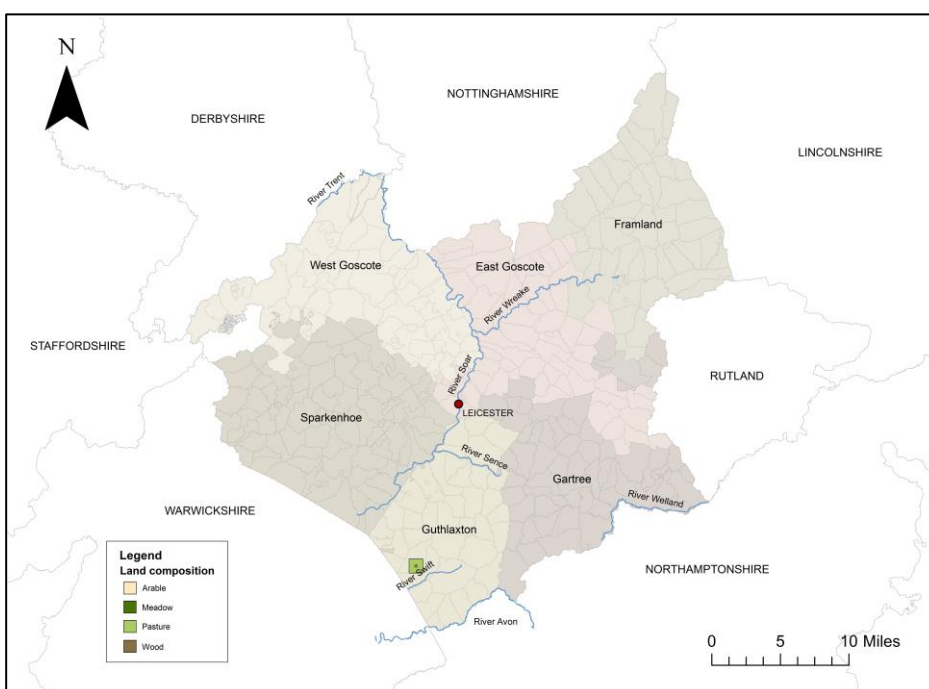 N
NOTTINGHAMSHIRE
DERBYSHIRE
LINCOLNSHIRE
River Trent
Framland
West Goscote
East Goscote
River Wreake
STAFFORDSHIRE
RUTLAND
River Soar
LEICESTER
Sparkenhoe
River Sence
Gartree
River Welland
WARWICKSHIRE
Guthlaxton
River Swift
NORTHAMPTONSHIRE
River Avon
Legend
Land composition
Arable
Meadow
Pasture
Wood
0 5 10 Miles